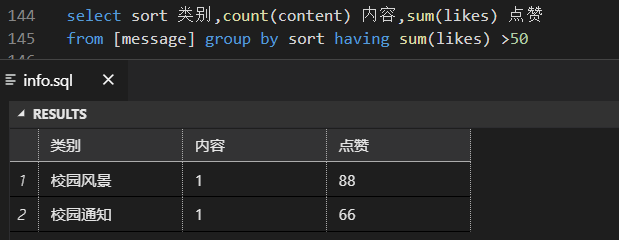 144 select sort 类别,count(content) 内容,sum(likes) 点赞
145 from [message] group by sort having sum(likes) >50
info.sql
RESULTS
类别 内容 点赞
1 校园风景 1 88
2 校园通知 1 66